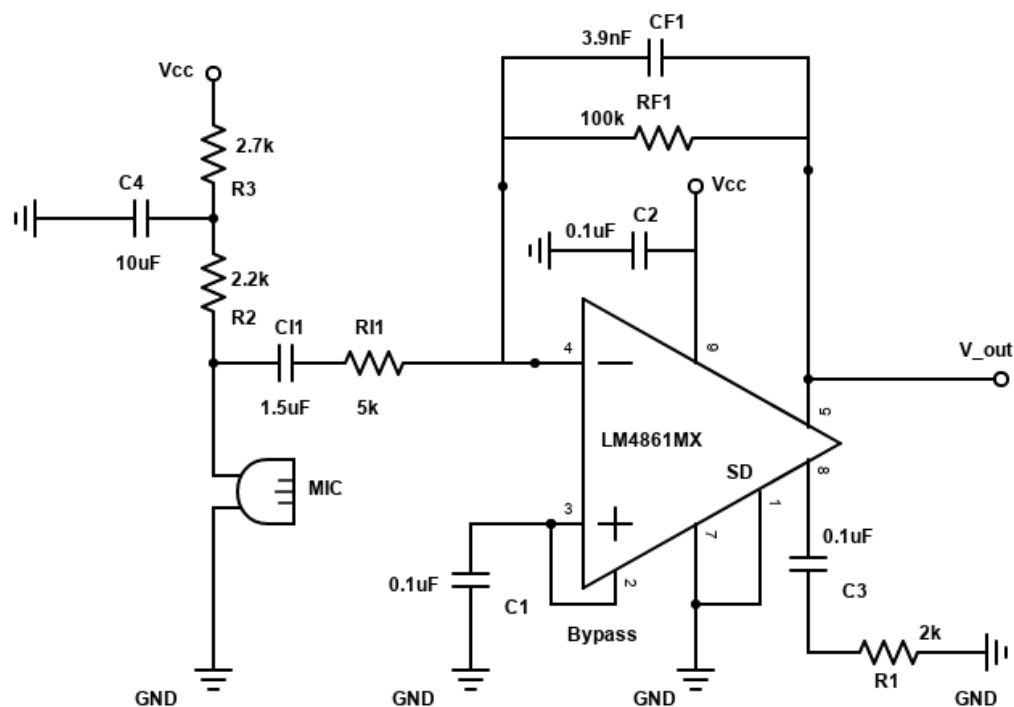 CF1
3.9nF
Vcc
RF1
100k
2.7k
R3
C4
10uF
Vcc
C2
0.1uF
2.2k
R2
CI1
RI1
1.5uF
5k
4
9
V_out
5
LM4861MX
SD
8
1
MIC
3
7
0.1uF
2
0.1uF
C1
C3
Bypass
2k
R1
GND
GND
GND
GND